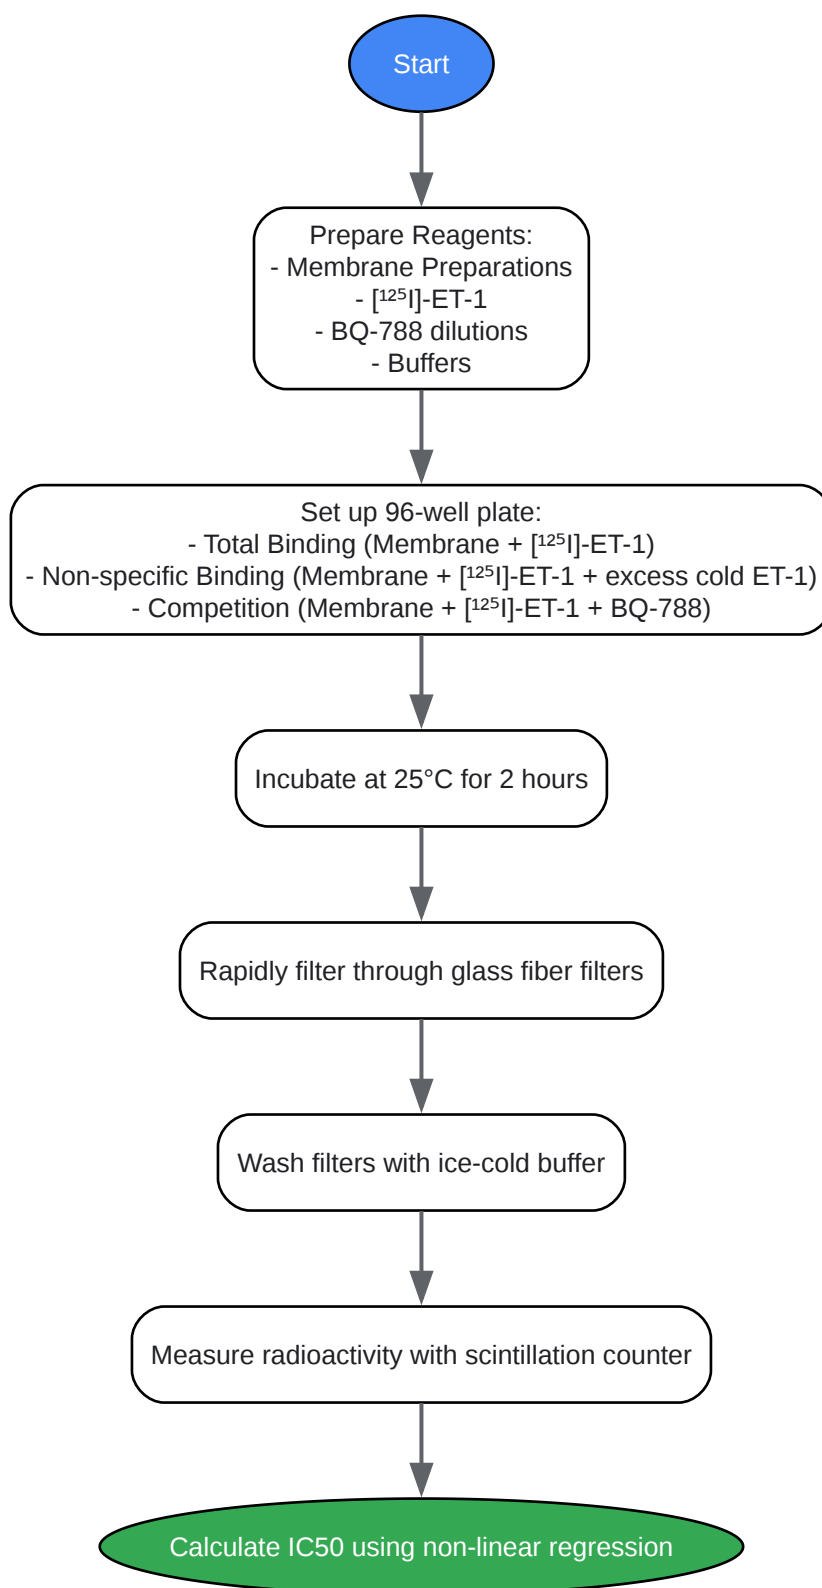 Start
Prepare Reagents:
- Membrane Preparations
- [¹²⁵I]-ET-1
- BQ-788 dilutions
- Buffers
Set up 96-well plate:
- Total Binding (Membrane + [¹²⁵I]-ET-1)
- Non-specific Binding (Membrane + [¹²⁵I]-ET-1 + excess cold ET-1)
- Competition (Membrane + [¹²⁵I]-ET-1 + BQ-788)
Incubate at 25°C for 2 hours
Rapidly filter through glass fiber filters
Wash filters with ice-cold buffer
Measure radioactivity with scintillation counter
Calculate IC50 using non-linear regression